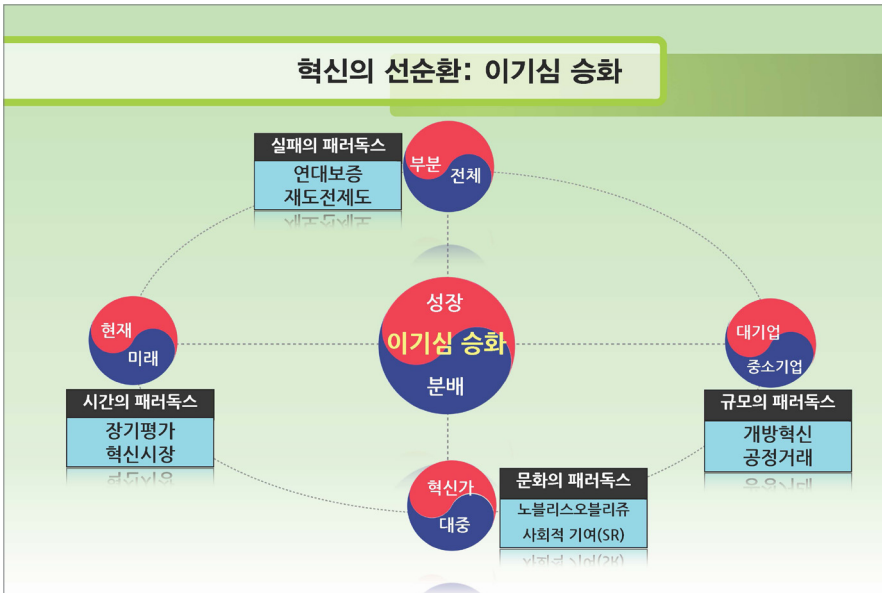 혁신의 선순환: 이기심 승화
실패의 패러독스
연대보증
재도전제도
부분
전체
현재
미래
시간의 패러독스
장기평가
혁신시장
성장
이기심 승화
분배
대기업
중소기업
규모의 패러독스
개방혁신
공정거래
혁신가
대중
문화의 패러독스
노블리스오블리쥬
사회적 기여(SR)